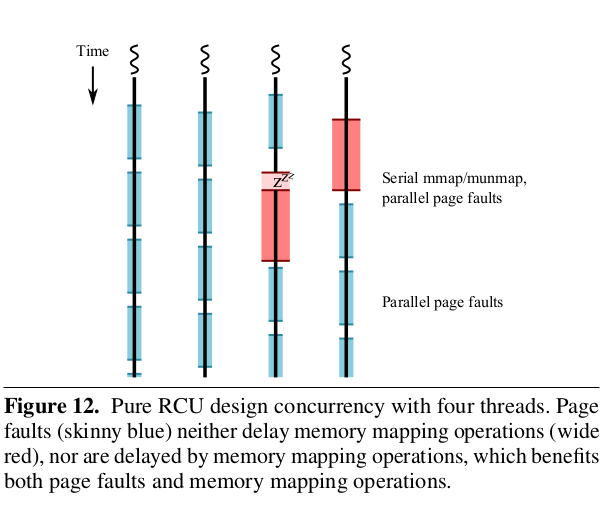 Time
zzz
Serial mmap/munmap,
parallel page faults
Parallel page faults
Figure 12. Pure RCU design concurrency with four threads. Page
faults (skinny blue) neither delay memory mapping operations (wide
red), nor are delayed by memory mapping operations, which benefits
both page faults and memory mapping operations.